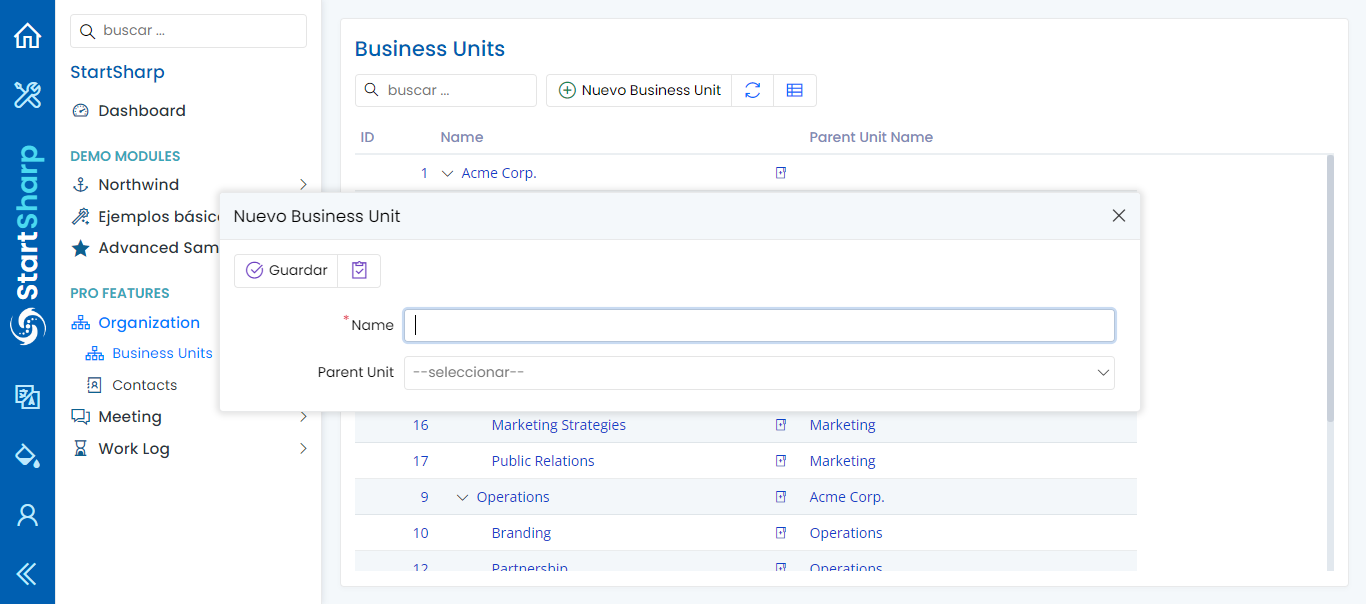 StartSharp
buscar ...
StartSharp
Dashboard
DEMO MODULES
Northwind
Ejemplos básic
Advanced Sam
PRO FEATURES
Organization
Business Units
Contacts
Meeting
Work Log
Business Units
buscar ...
Nuevo Business Unit
ID Name Parent Unit Name
1 Acme Corp.
Nuevo Business Unit
Guardar
*Name
Parent Unit --seleccionar--
16 Marketing Strategies Marketing
17 Public Relations Marketing
9 Operations Acme Corp.
10 Branding Operations
12 Partnership Operations